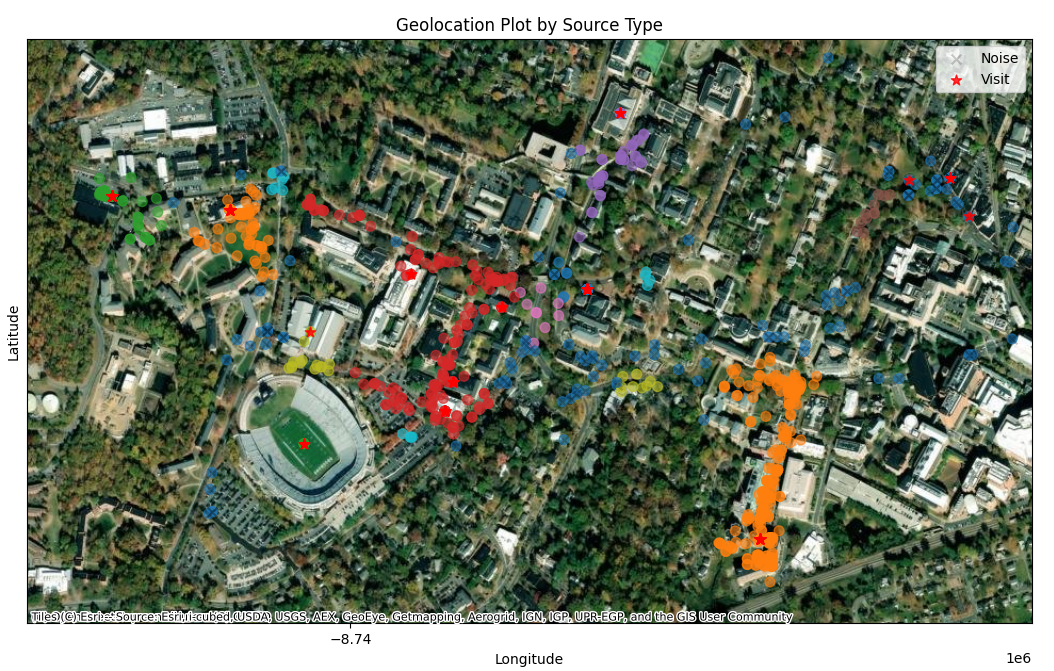 Geolocation Plot by Source Type
Noise
Visit
Latitude
Tiles (C) Esri
Source: Esri, i-cubed, USDA, USGS, AEX, GeoEye, Getmapping, Aerogrid, IGN, IGP, UPR-EGP, and the GIS User Community
−8.74
1e6
Longitude